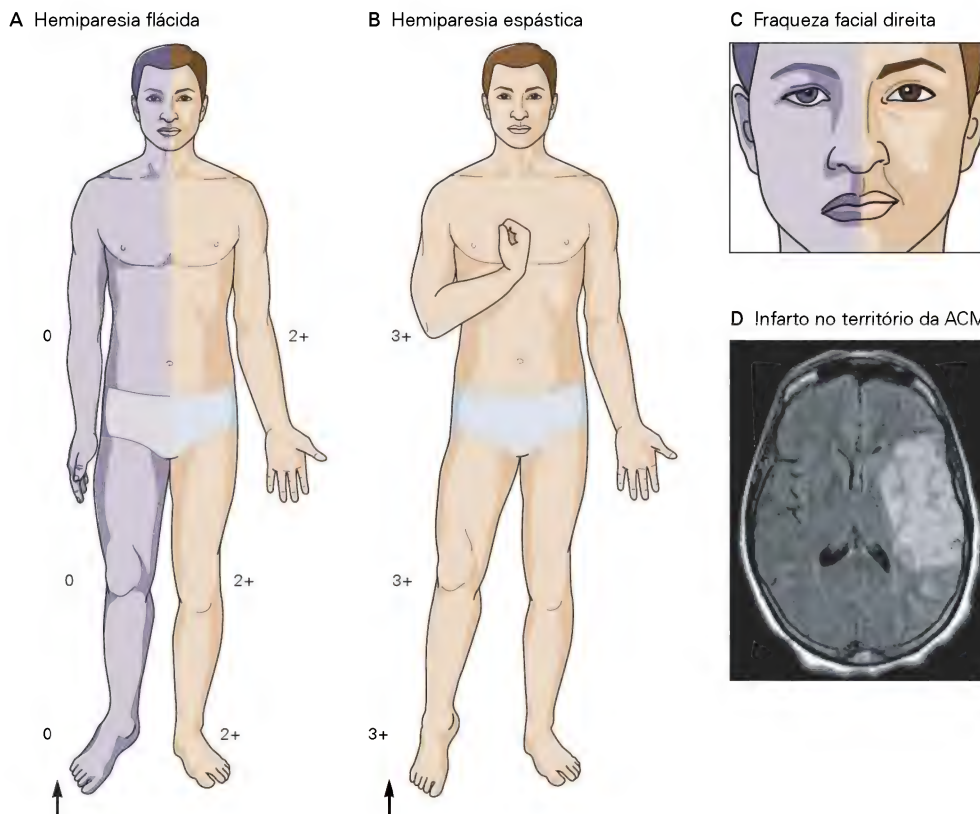 A Hemiparesia flácida
B Hemiparesia espástica
C Fraqueza facial direita
0
2+
3+
D Infarto no território da ACM
0
2+
3+
0
2+
3+